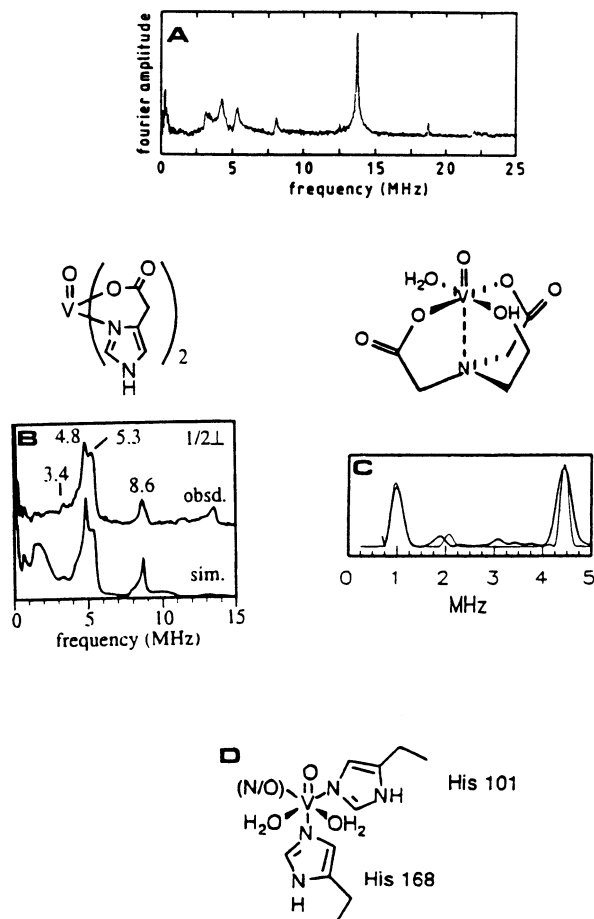 A
fourier amplitude
0 5 10 15 20 25
frequency (MHz)
O
V
O
O
N
N
H
2
O
H₂O
V
O
OH
O
O
O
N
B
4.8 5.3 1/2⊥
3.4
8.6
obsd.
sim.
0 5 10 15
frequency (MHz)
C
0 1 2 3 4 5
MHz
D
(N/O)
O
V
N
NH
His 101
H₂O
OH₂
N
N
H
His 168